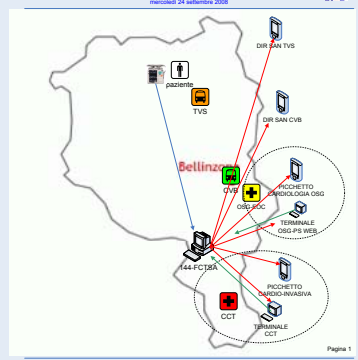 mercoledì 24 settembre 2008
DIR SAN TVS
paziente
TVS
DIR SAN CVB
Bellinzona
CVB
PICCHETTO
CARDIOLOGIA OSG
OSG-EOC
TERMINALE
OSG-PS WEB
144-FCTSA
PICCHETTO
CARDIO-INVASIVA
CCT
TERMINALE
CCT
Pagina 1